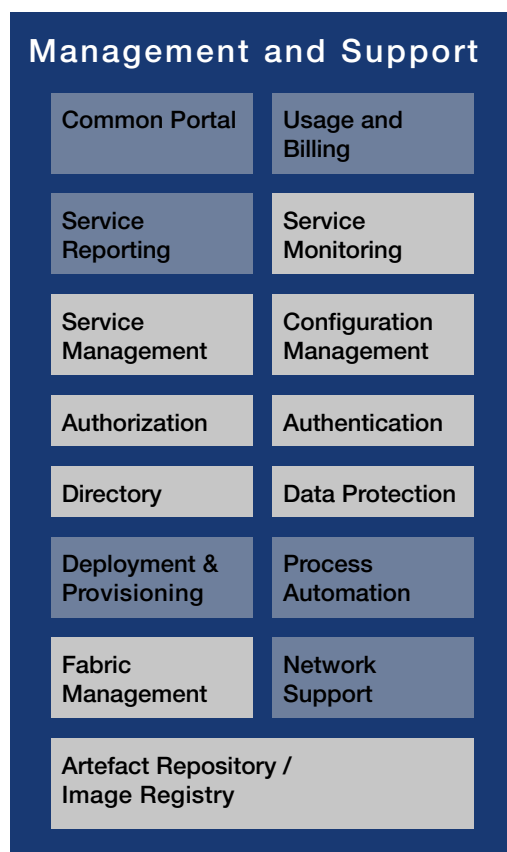 Management and Support
Common Portal
Usage and
Billing
Service
Reporting
Service
Monitoring
Service
Management
Configuration
Management
Authorization
Authentication
Directory
Data Protection
Deployment &
Provisioning
Process
Automation
Fabric
Management
Network
Support
Artefact Repository /
Image Registry